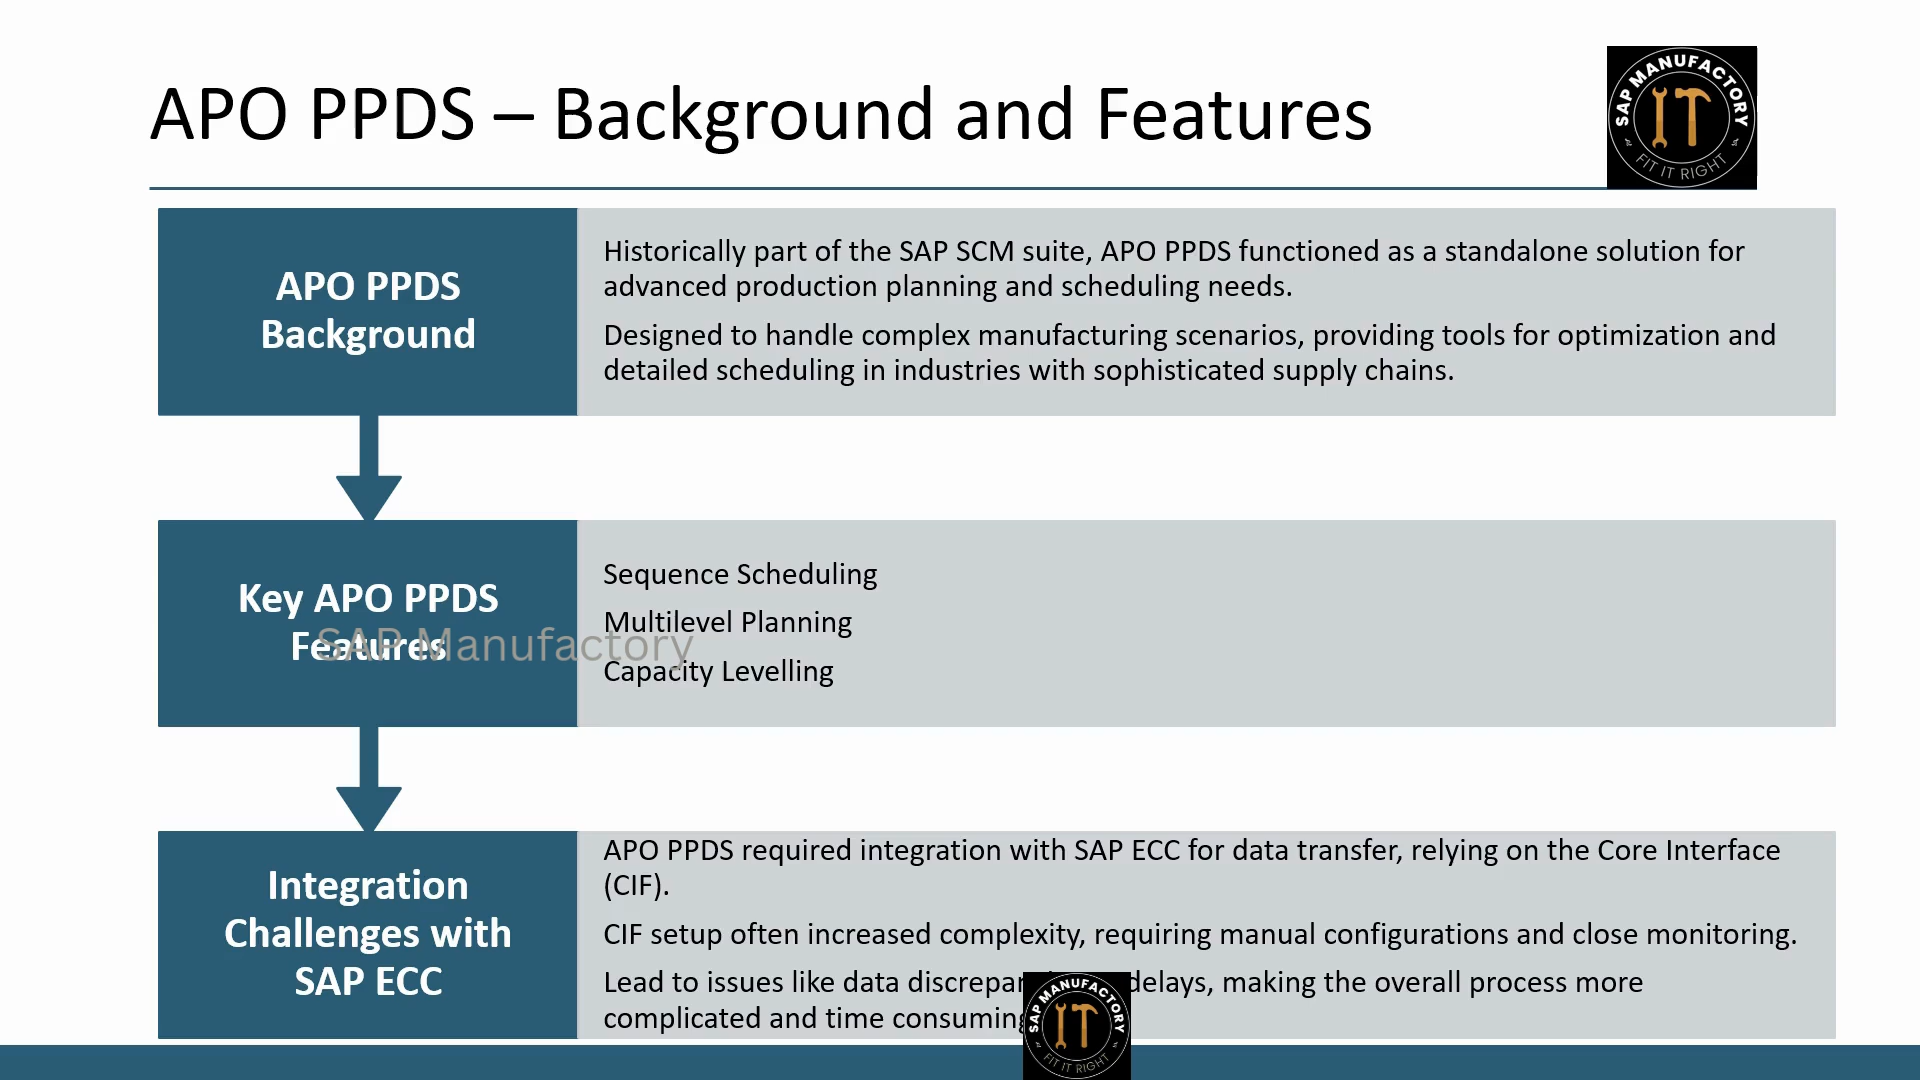 APO PPDS – Background and Features
SAP MANUFACTORY
IT
FIT IT RIGHT
APO PPDS
Background
Historically part of the SAP SCM suite, APO PPDS functioned as a standalone solution for
advanced production planning and scheduling needs.
Designed to handle complex manufacturing scenarios, providing tools for optimization and
detailed scheduling in industries with sophisticated supply chains.
Key APO PPDS
Features
SAP Manufactory
Sequence Scheduling
Multilevel Planning
Capacity Levelling
Integration
Challenges with
SAP ECC
APO PPDS required integration with SAP ECC for data transfer, relying on the Core Interface
(CIF).
CIF setup often increased complexity, requiring manual configurations and close monitoring.
Lead to issues like data delays, making the overall process more
complicated and time consuming
SAP MANUFACTORY
IT
FIT IT RIGHT